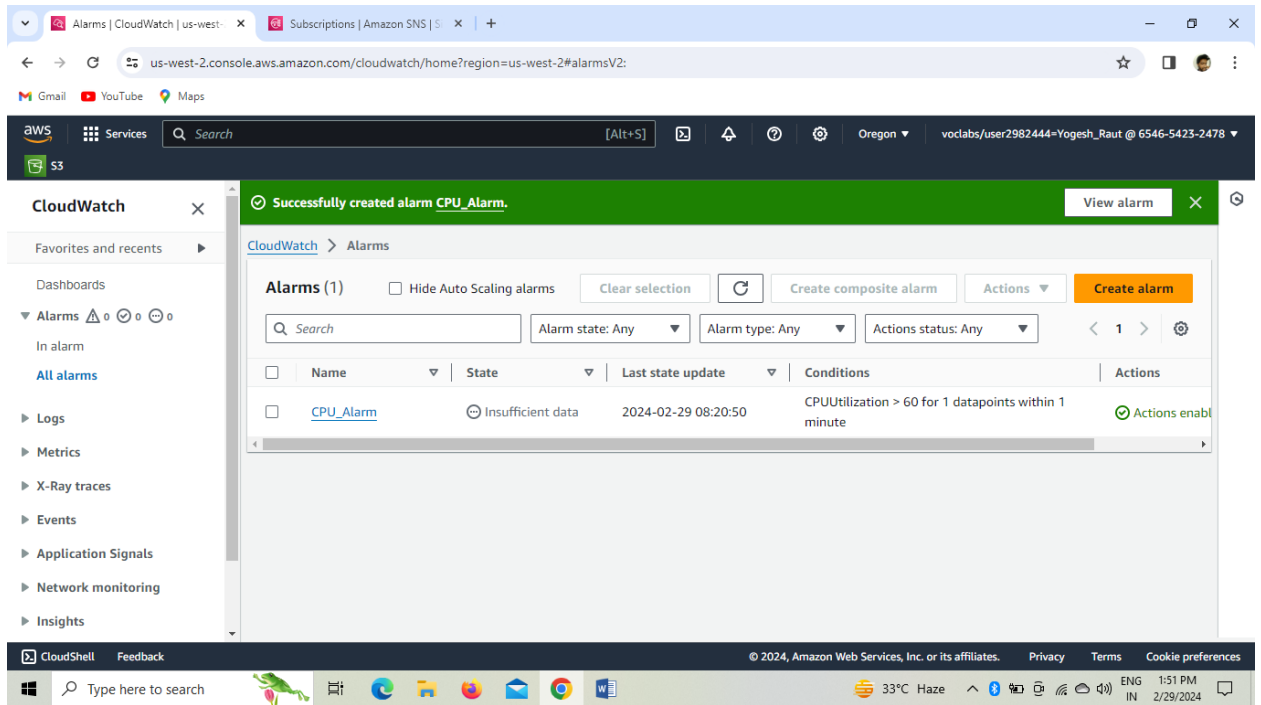 Alarms | CloudWatch | us-west-
Subscriptions | Amazon SNS | S
us-west-2.console.aws.amazon.com/cloudwatch/home?region=us-west-2#alarmsV2:
Gmail YouTube Maps
aws Services Search [Alt+S] Oregon voclabs/user2982444=Yogesh_Raut @ 6546-5423-2478
S3
CloudWatch
Favorites and recents
Dashboards
Alarms 0 0 0
In alarm
All alarms
Logs
Metrics
X-Ray traces
Events
Application Signals
Network monitoring
Insights
Successfully created alarm CPU_Alarm.
View alarm
CloudWatch > Alarms
Alarms (1) Hide Auto Scaling alarms Clear selection Create composite alarm Actions Create alarm
Search Alarm state: Any Alarm type: Any Actions status: Any 1
Name State Last state update Conditions Actions
CPU_Alarm Insufficient data 2024-02-29 08:20:50 CPUUtilization > 60 for 1 datapoints within 1
minute
Actions enabl
CloudShell Feedback © 2024, Amazon Web Services, Inc. or its affiliates. Privacy Terms Cookie preferences
Type here to search 33°C Haze ENG
IN
1:51 PM
2/29/2024